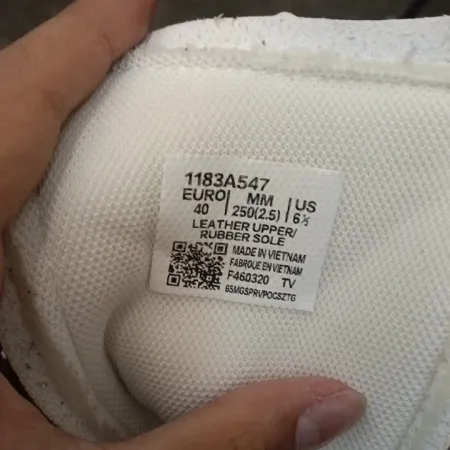 1183A547
EURO MM US
40 250(2.5) 6½
LEATHER UPPER/
RUBBER SOLE
MADE IN VIETNAM
FABRIQUE EN VIETNAM
F460320 TV
65MGSPRVPOCSZTG